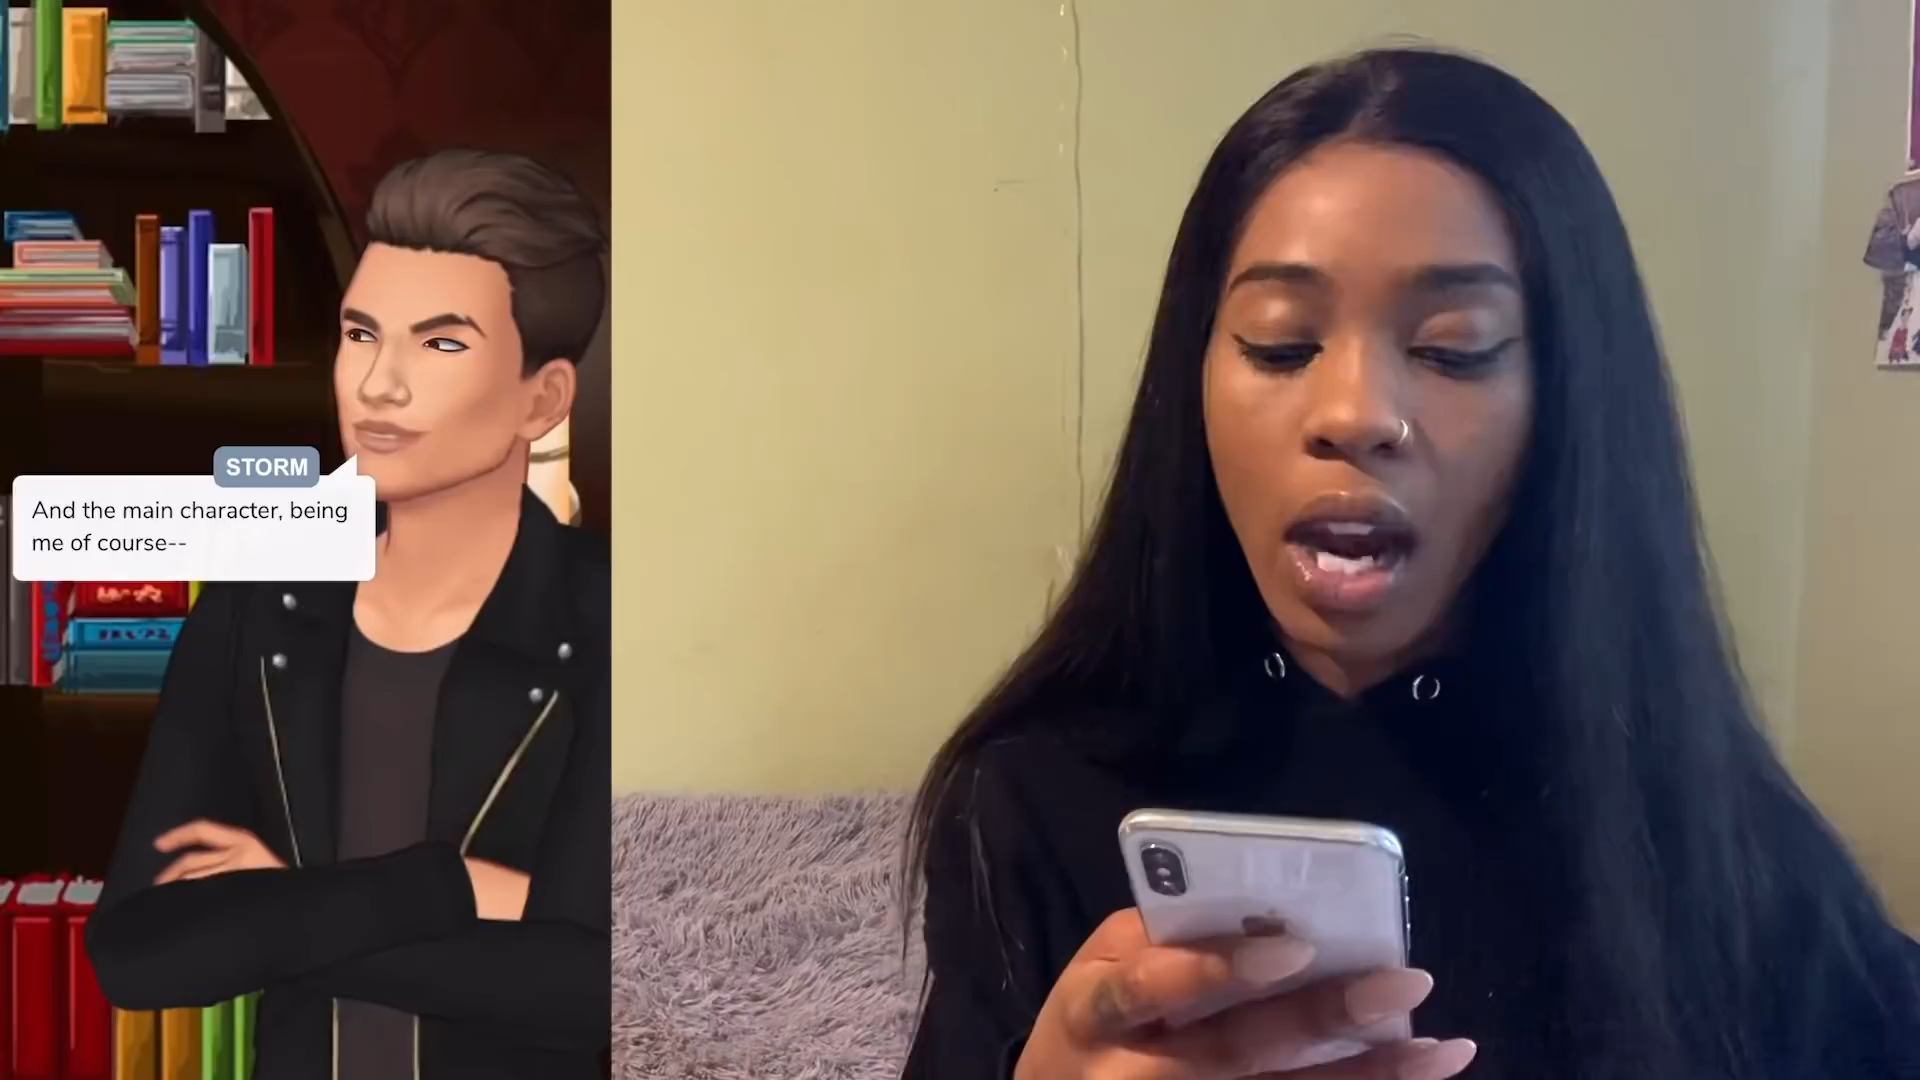 STORM
And the main character, being
me of course--